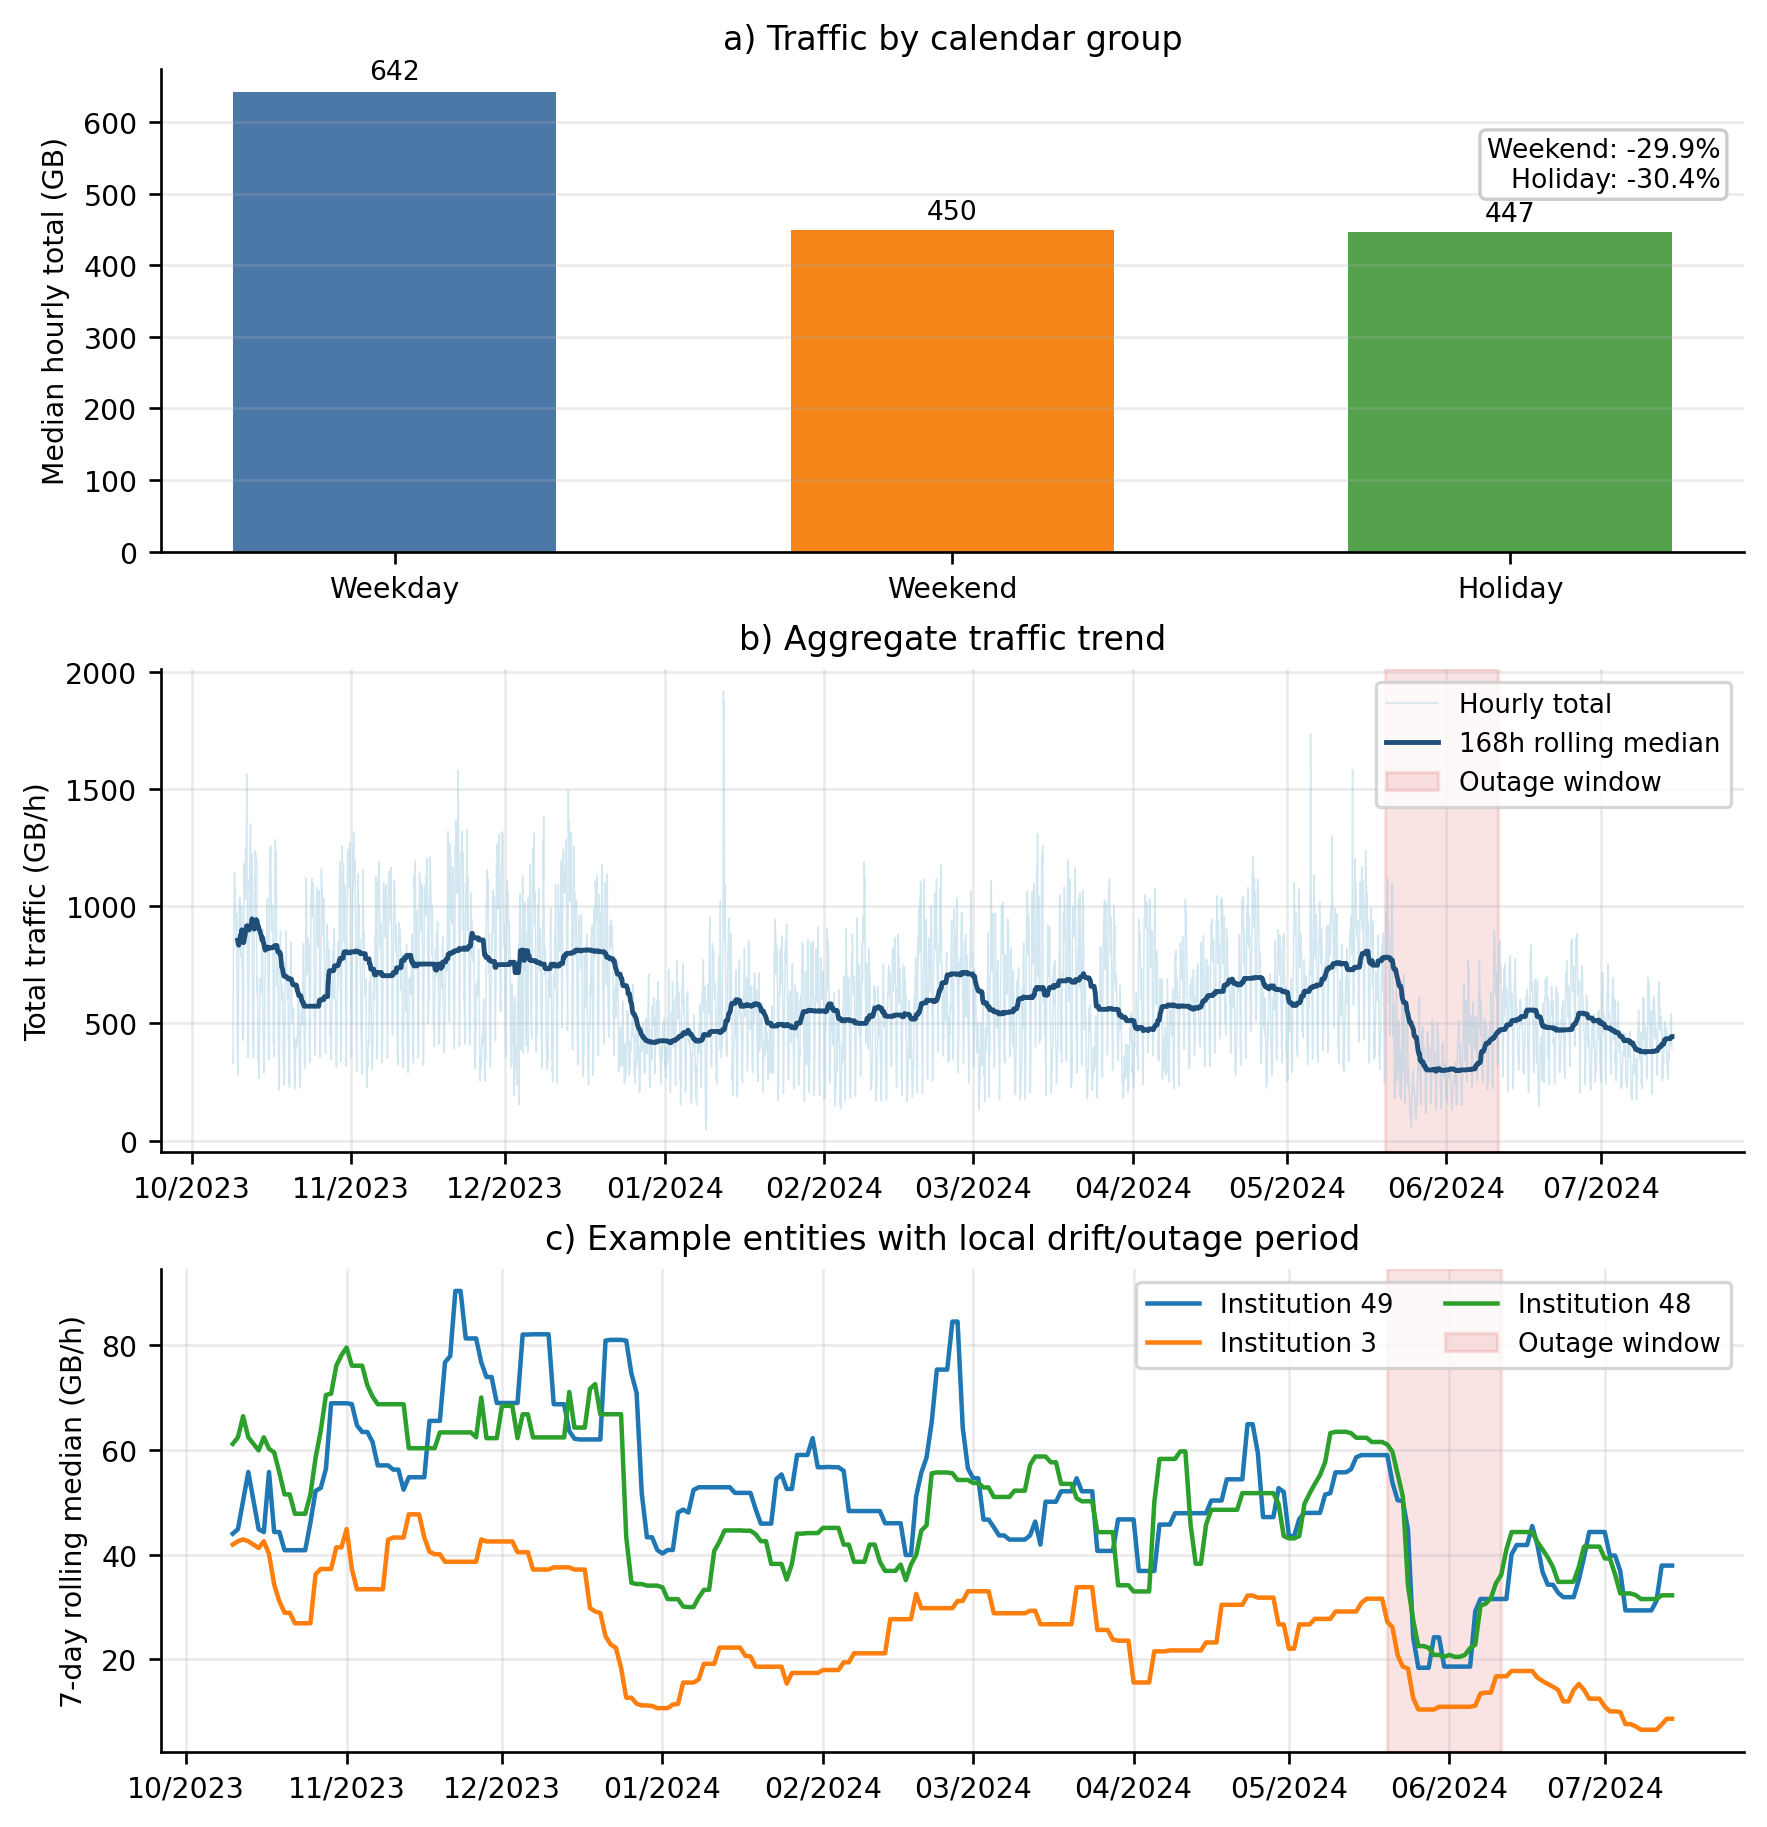 a) Traffic by calendar group
Median hourly total (GB)
600
500
400
300
200
100
0
642
450
447
Weekend: -29.9%
Holiday: -30.4%
Weekday
Weekend
Holiday
b) Aggregate traffic trend
Total traffic (GB/h)
2000
1500
1000
500
0
Hourly total
168h rolling median
Outage window
10/2023 11/2023 12/2023 01/2024 02/2024 03/2024 04/2024 05/2024 06/2024 07/2024
c) Example entities with local drift/outage period
7-day rolling median (GB/h)
80
60
40
20
Institution 49
Institution 3
Institution 48
Outage window
10/2023 11/2023 12/2023 01/2024 02/2024 03/2024 04/2024 05/2024 06/2024 07/2024